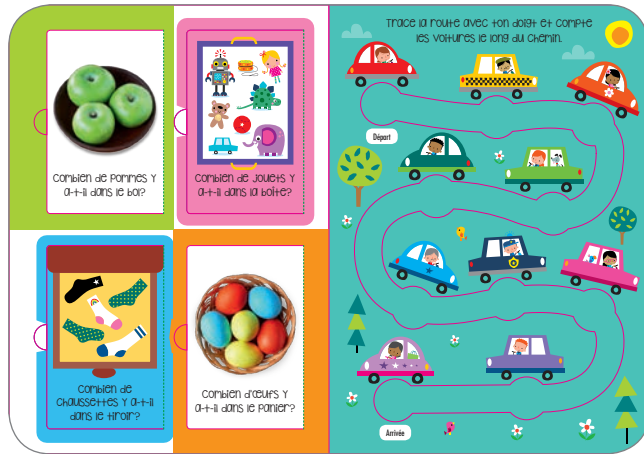 Combien de pommes y
a-t-il dans le bol?
Combien de jouets y
a-t-il dans la boîte?
Combien de
chaussettes y a-t-il
dans le tiroir?
Combien d'œufs y
a-t-il dans le panier?
Trace la route avec ton doigt et compte
les voitures le long du chemin.
Départ
Arrivée